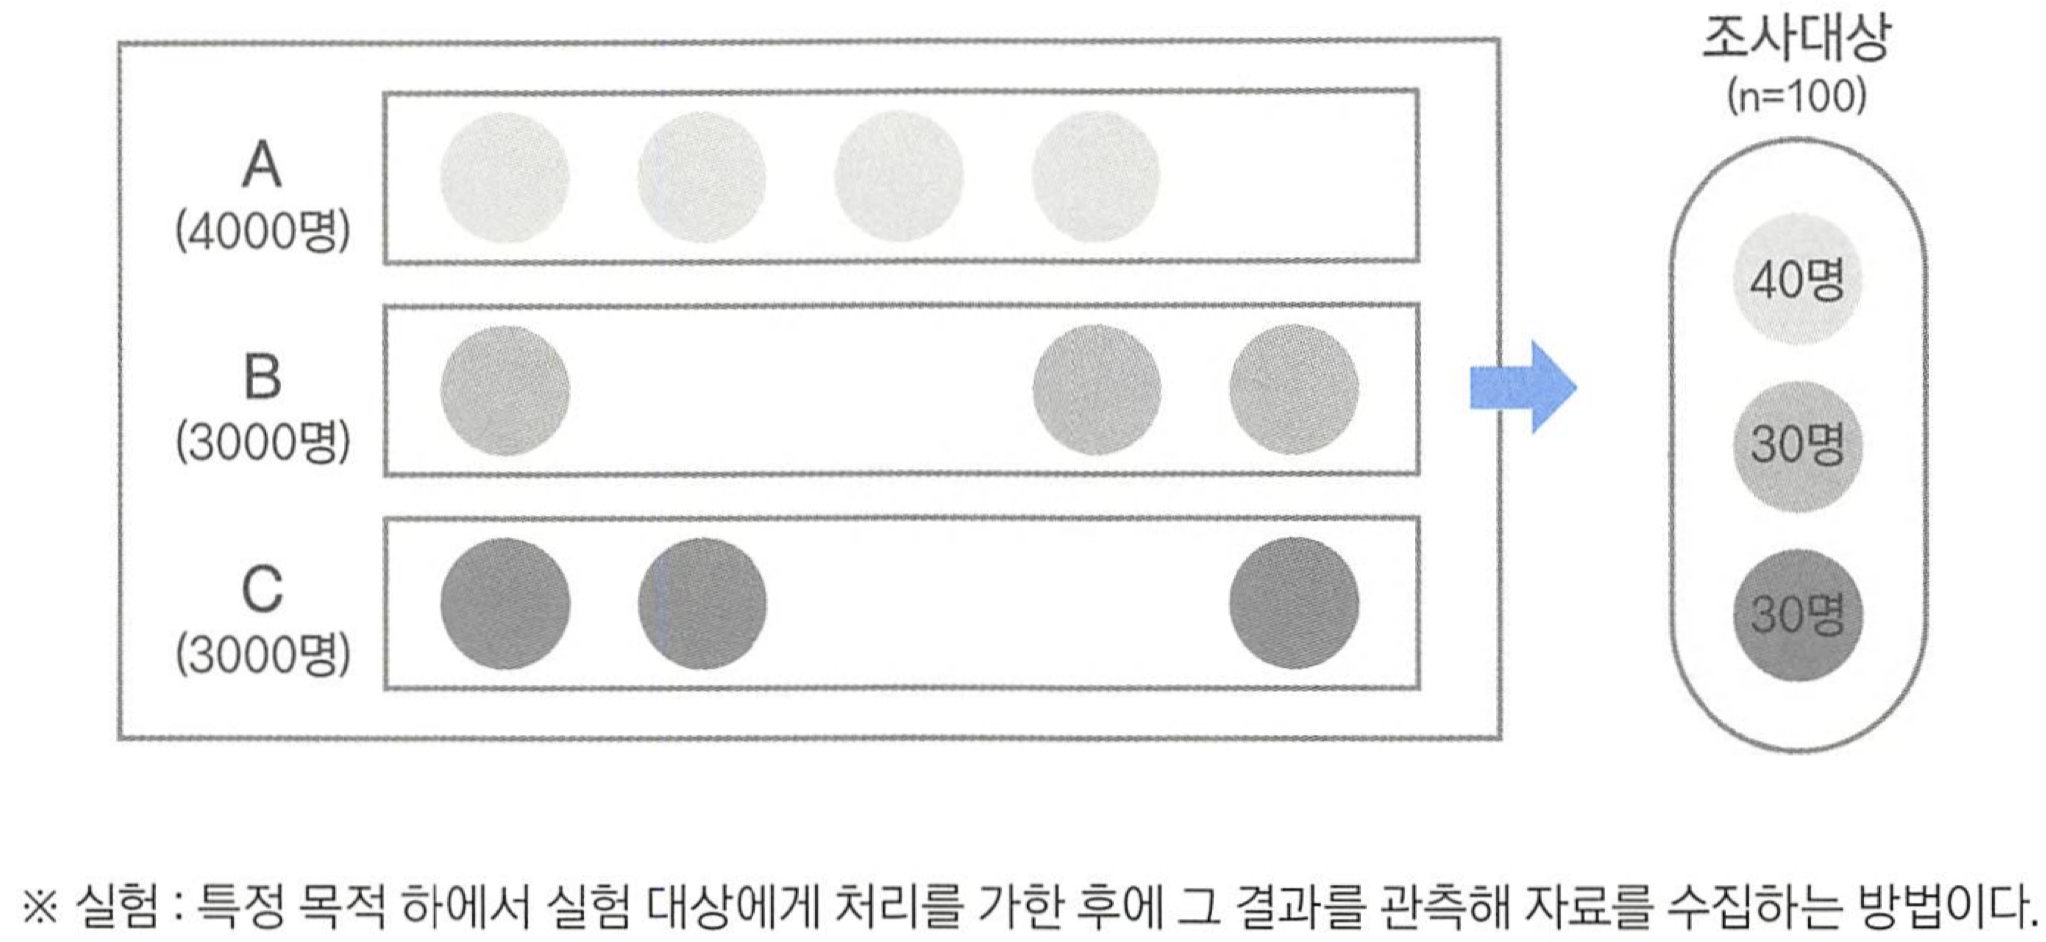 조사대상
(n=100)
A
(4000명)
40명
B
(3000명)
30명
C
(3000명)
30명
※ 실험 : 특정 목적 하에서 실험 대상에게 처리를 가한 후에 그 결과를 관측해 자료를 수집하는 방법이다.